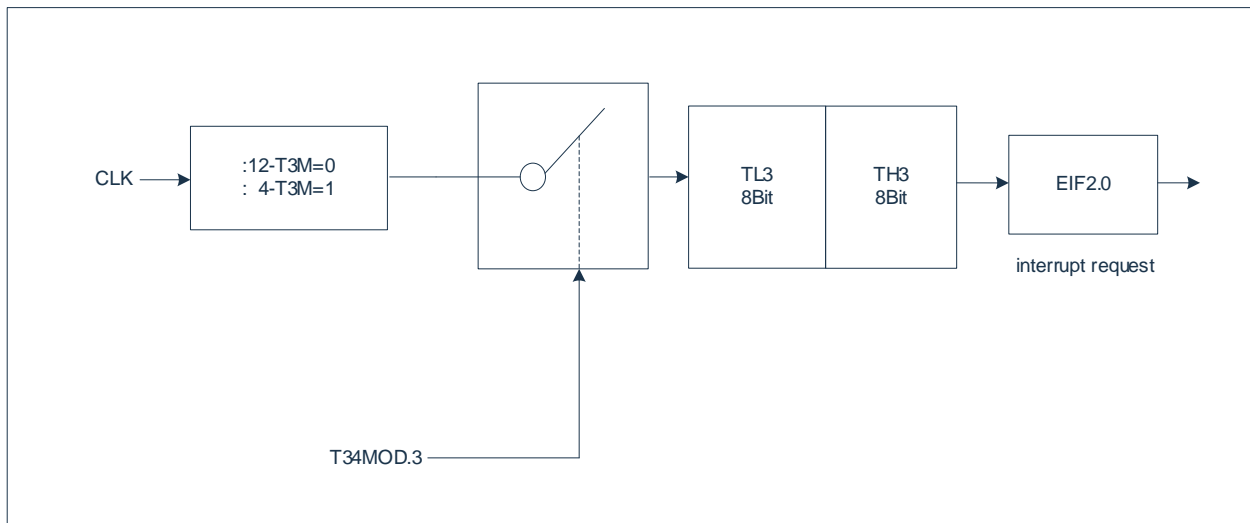 CLK
:12-T3M=0
: 4-T3M=1
TL3
8Bit
TH3
8Bit
EIF2.0
interrupt request
T34MOD.3